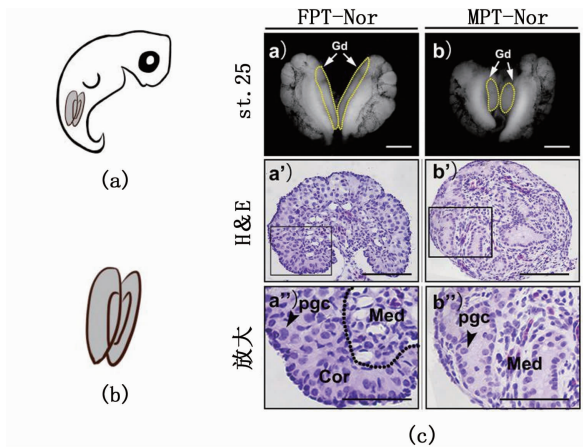 FPT-Nor MPT-Nor
st.25
a) Gd
b) Gd
(a)
H&E
a')
b')
放大
a'') pgc Med Cor
b'') pgc Med
(b)
(c)